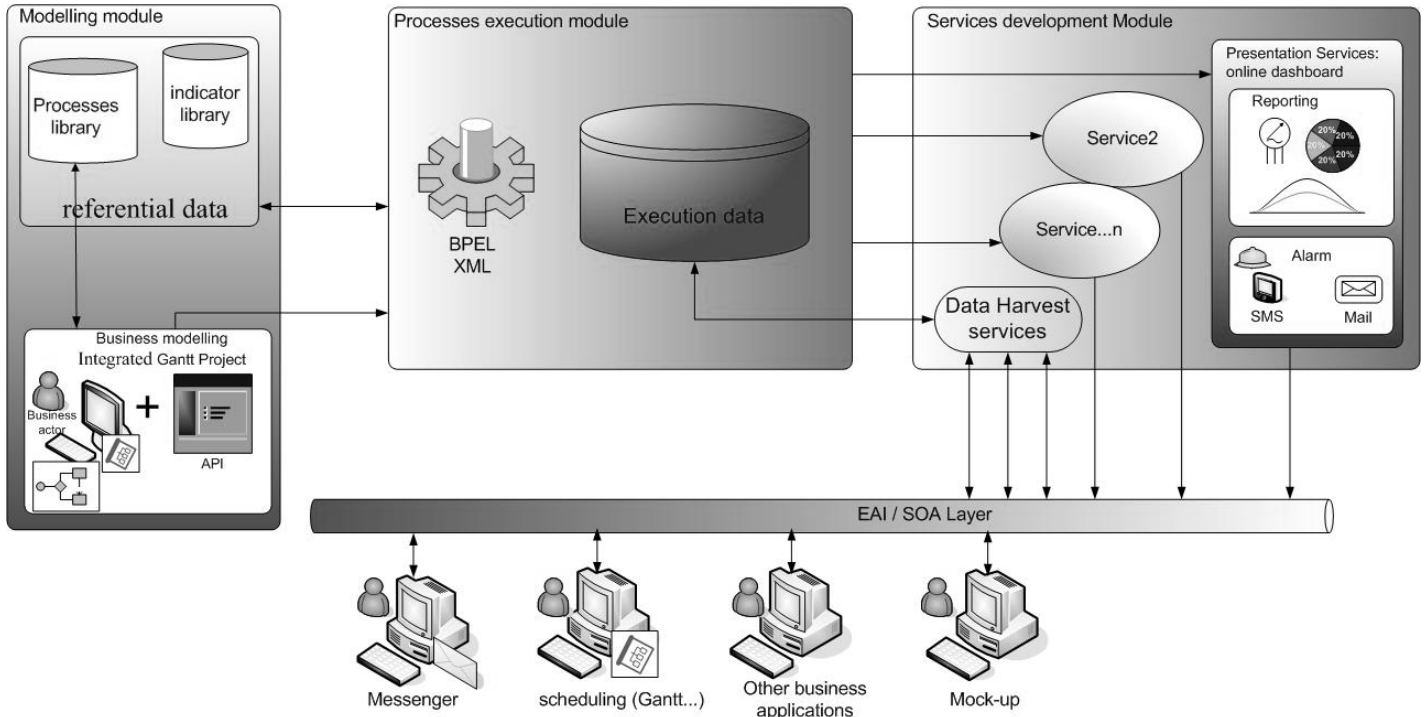 Modelling module
Processes
library
indicator
library
referential data
Business modelling
Integrated Gantt Project
Business
actor
API
Processes execution module
BPEL
XML
Execution data
Services development Module
Service2
Service...n
Data Harvest
services
Presentation Services:
online dashboard
Reporting
20%
20%
20%
20%
20%
Alarm
SMS
Mail
EAI / SOA Layer
Messenger
scheduling (Gantt...)
Other business
applications
Mock-up